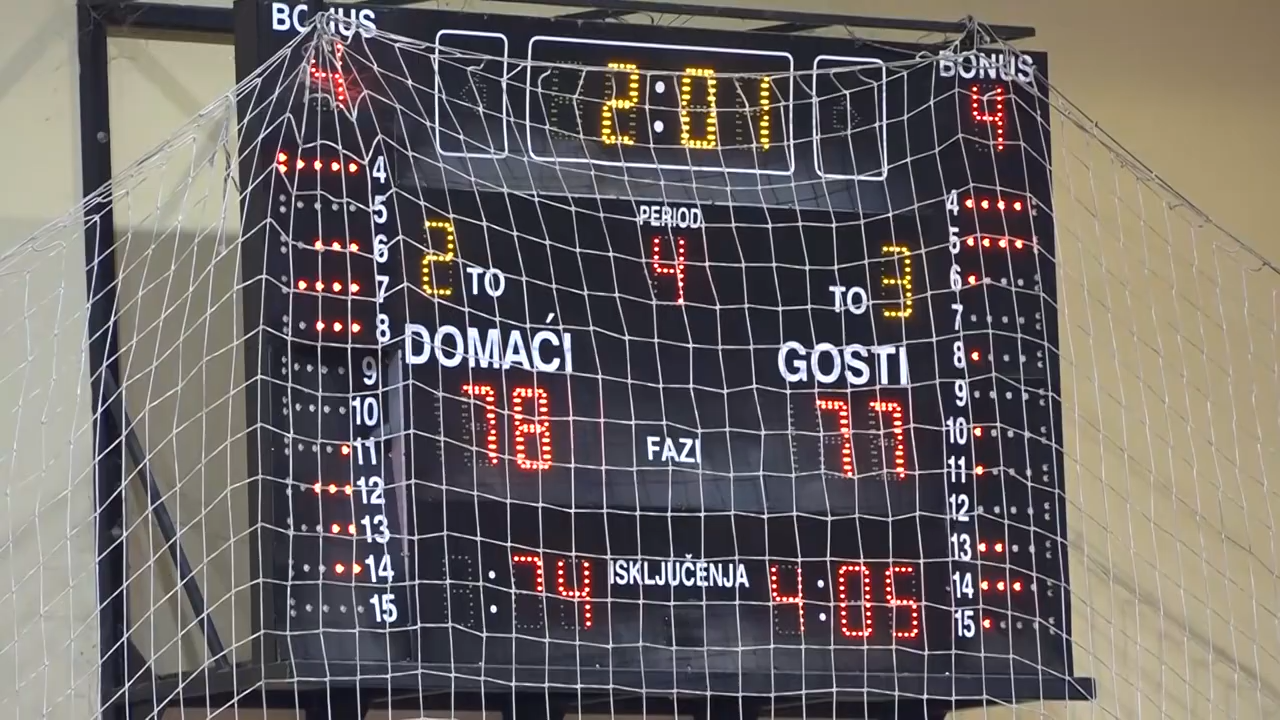 BONUS BONUS
4 2:01 4
4 4
5 PERIOD 5
6 2 TO 4 TO 3 6
7 7
8 DOMAĆI GOSTI 8
9 9
10 78 77 10
11 FAZI 11
12 12
13 13
14 :74 ISKLJUČENJA 4:05 14
15 15